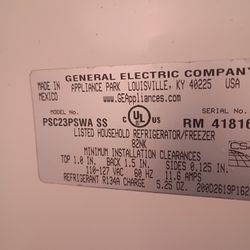 GENERAL ELECTRIC COMPANY
MADE IN APPLIANCE PARK LOUISVILLE, KY 40225 USA
MEXICO www.GEAppliances.com
MODEL NO. SERIAL NO.
PSC23PSWA SS C UL US RM 41816
LISTED HOUSEHOLD REFRIGERATOR/FREEZER
82NK
MINIMUM INSTALLATION CLEARANCES
TOP 1.0 IN. BACK 1.5 IN. SIDES 0.125 IN.
110-127 VAC 60 HZ 11.6 AMPS
REFRIGERANT R134A CHARGE 5.25 OZ 200D2619P162